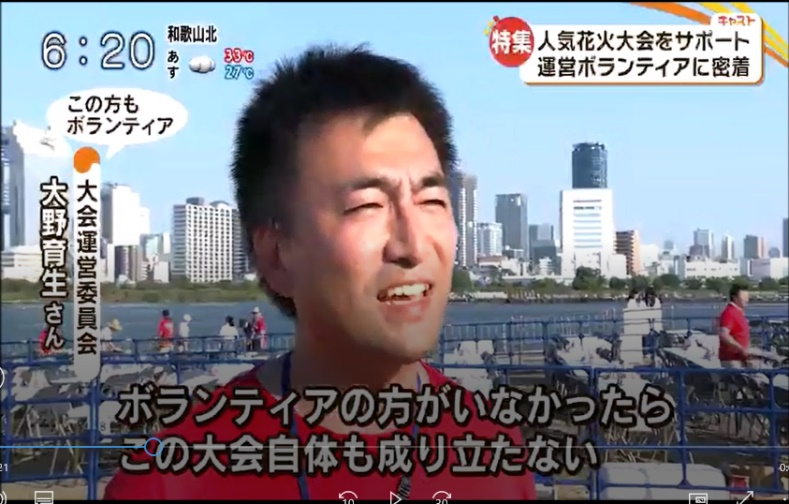 6:20
和歌山北
あす
33℃
27℃
キャスト
特集
人気花火大会をサポート
運営ボランティアに密着
この方も
ボランティア
大会運営委員会
大野育生さん
ボランティアの方がいなかったら
この大会自体も成り立たない
10
30